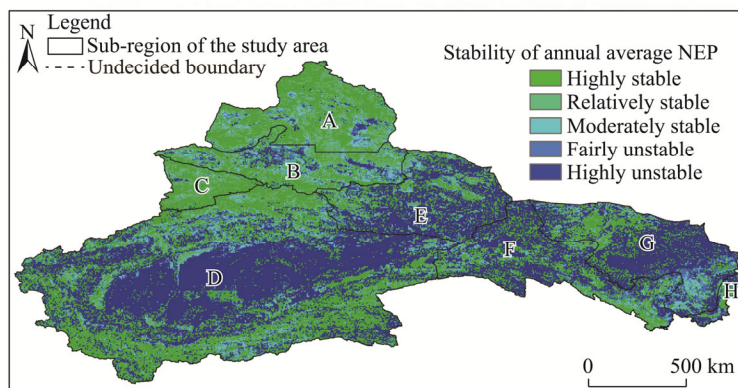 Legend
Sub-region of the study area
Undecided boundary
N
Stability of annual average NEP
Highly stable
Relatively stable
Moderately stable
Fairly unstable
Highly unstable
A
B
C
D
E
F
G
H
0 500 km